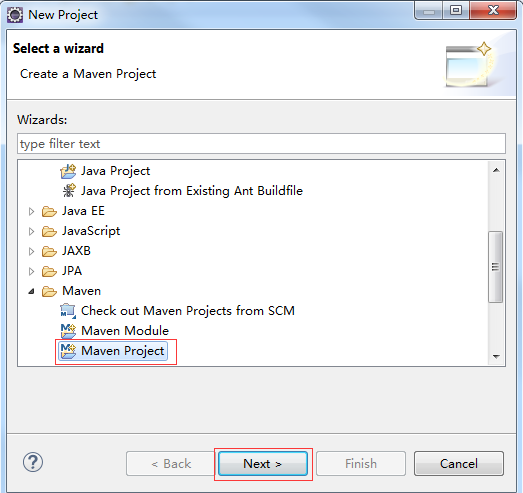 New Project
Select a wizard
Create a Maven Project
Wizards:
type filter text
Java Project
Java Project from Existing Ant Buildfile
Java EE
JavaScript
JAXB
JPA
Maven
Check out Maven Projects from SCM
Maven Module
Maven Project
< Back
Next >
Finish
Cancel